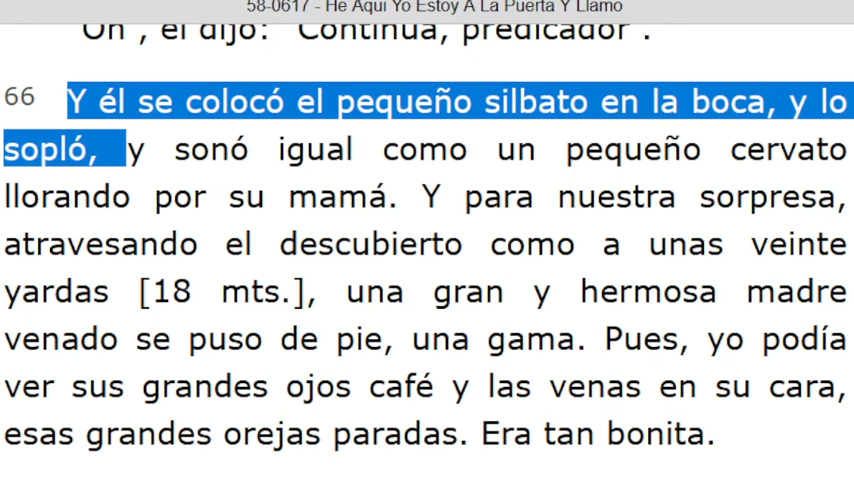 58-0617 - He Aquí Yo Estoy A La Puerta Y Llamo
Oh”, él dijo: “Continúa, predicador”.
66 Y él se colocó el pequeño silbato en la boca, y lo
sopló, y sonó igual como un pequeño cervato
llorando por su mamá. Y para nuestra sorpresa,
atravesando el descubierto como a unas veinte
yardas [18 mts.], una gran y hermosa madre
venado se puso de pie, una gama. Pues, yo podía
ver sus grandes ojos café y las venas en su cara,
esas grandes orejas paradas. Era tan bonita.